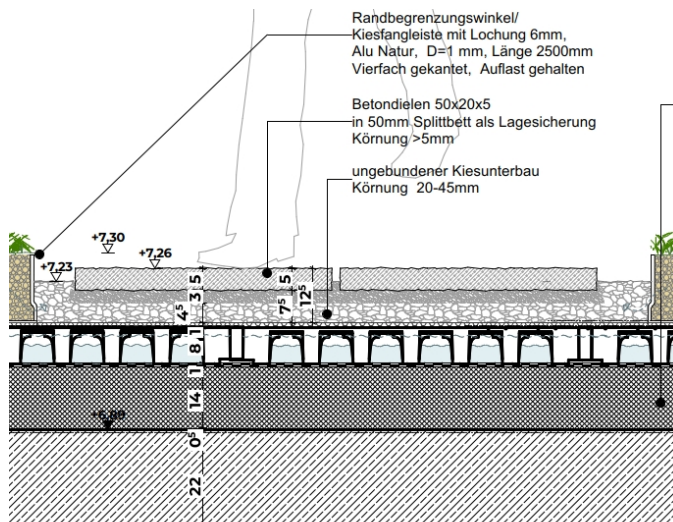 Randbegrenzungswinkel/
Kiesfangleiste mit Lochung 6mm,
Alu Natur, D=1 mm, Länge 2500mm
Vierfach gekantet, Auflast gehalten
Betondielen 50x20x5
in 50mm Splittbett als Lagesicherung
Körnung >5mm
ungebundener Kiesunterbau
Körnung 20-45mm
+7,30
+7,26
+7,23
5
3
4⁵
1
8
1
14
0⁵
22
5
7⁵
12⁵
+6,89